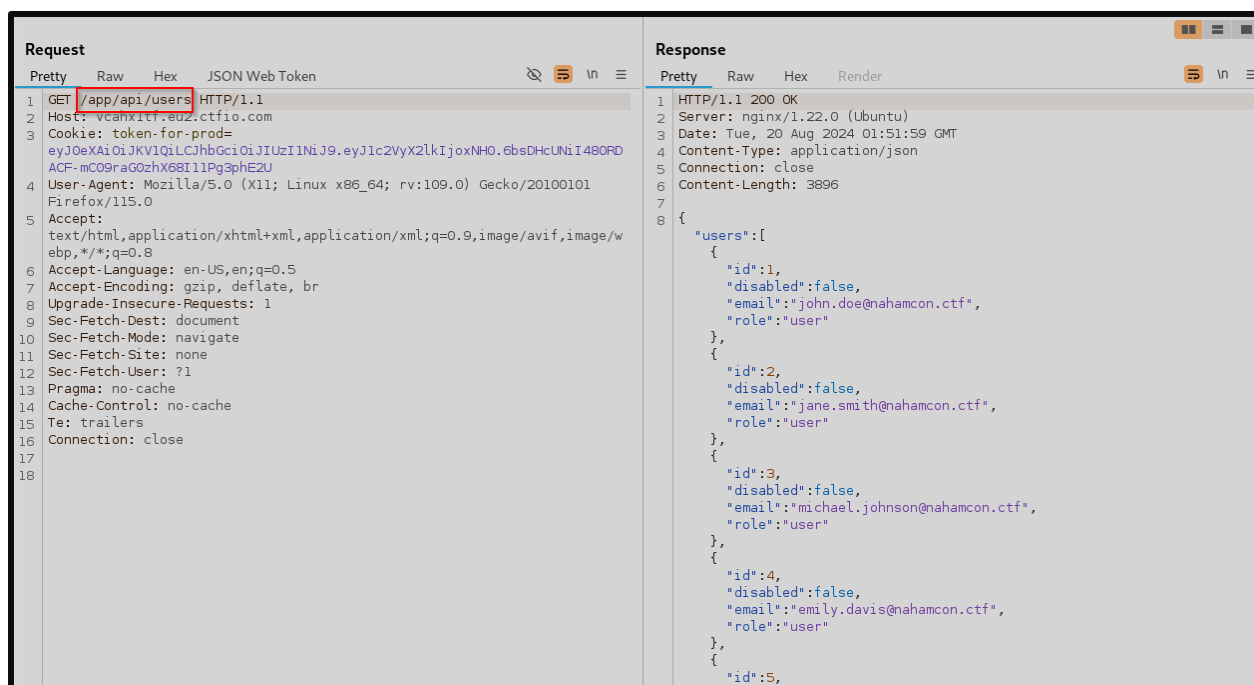 Request
Pretty Raw Hex JSON Web Token \n
1 GET /app/api/users HTTP/1.1
2 Host: vcahxltf.eu2.ctfio.com
3 Cookie: token-for-prod=
eyJ0eXAiOiJKV1QiLCJhbGciOiJIUzI1NiJ9.eyJ1c2VyX2lkIjoxNH0.6bsDHcUNiI480RD
ACF-mC09raG0zhX68I1lPg3phE2U
4 User-Agent: Mozilla/5.0 (X11; Linux x86_64; rv:109.0) Gecko/20100101
Firefox/115.0
5 Accept:
text/html,application/xhtml+xml,application/xml;q=0.9,image/avif,image/w
ebp,*/*;q=0.8
6 Accept-Language: en-US,en;q=0.5
7 Accept-Encoding: gzip, deflate, br
8 Upgrade-Insecure-Requests: 1
9 Sec-Fetch-Dest: document
10 Sec-Fetch-Mode: navigate
11 Sec-Fetch-Site: none
12 Sec-Fetch-User: ?1
13 Pragma: no-cache
14 Cache-Control: no-cache
15 Te: trailers
16 Connection: close
17
18
Response
Pretty Raw Hex Render \n
1 HTTP/1.1 200 OK
2 Server: nginx/1.22.0 (Ubuntu)
3 Date: Tue, 20 Aug 2024 01:51:59 GMT
4 Content-Type: application/json
5 Connection: close
6 Content-Length: 3896
7
8 {
"users":[
{
"id":1,
"disabled":false,
"email":"john.doe@nahamcon.ctf",
"role":"user"
},
{
"id":2,
"disabled":false,
"email":"jane.smith@nahamcon.ctf",
"role":"user"
},
{
"id":3,
"disabled":false,
"email":"michael.johnson@nahamcon.ctf",
"role":"user"
},
{
"id":4,
"disabled":false,
"email":"emily.davis@nahamcon.ctf",
"role":"user"
},
{
"id":5,